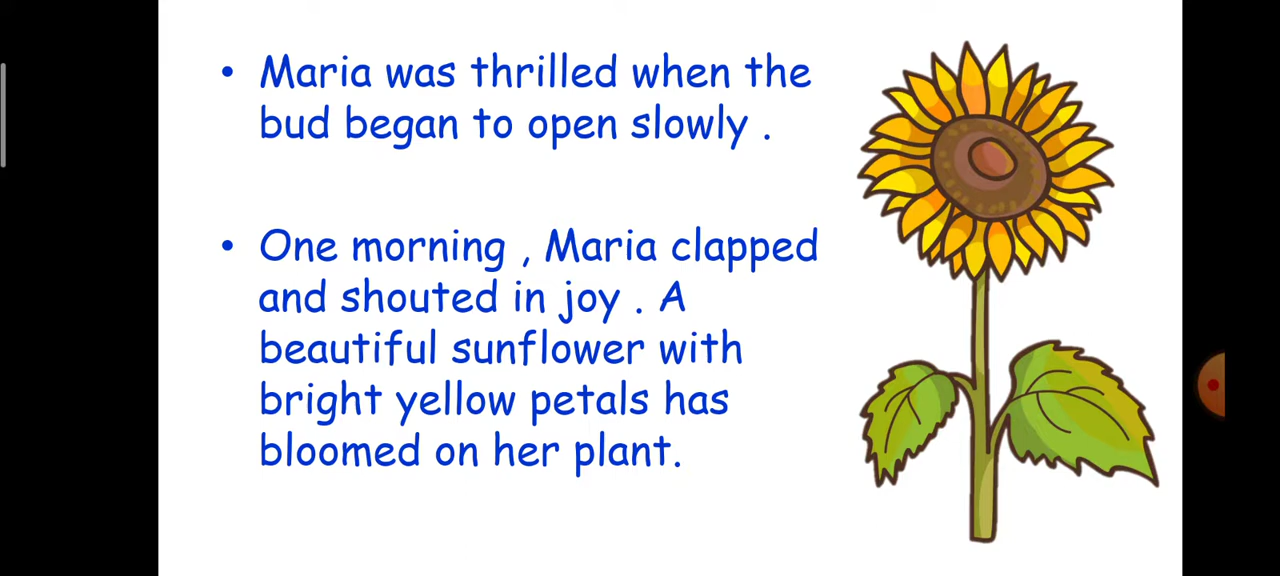 • Maria was thrilled when the
bud began to open slowly .
• One morning , Maria clapped
and shouted in joy . A
beautiful sunflower with
bright yellow petals has
bloomed on her plant.